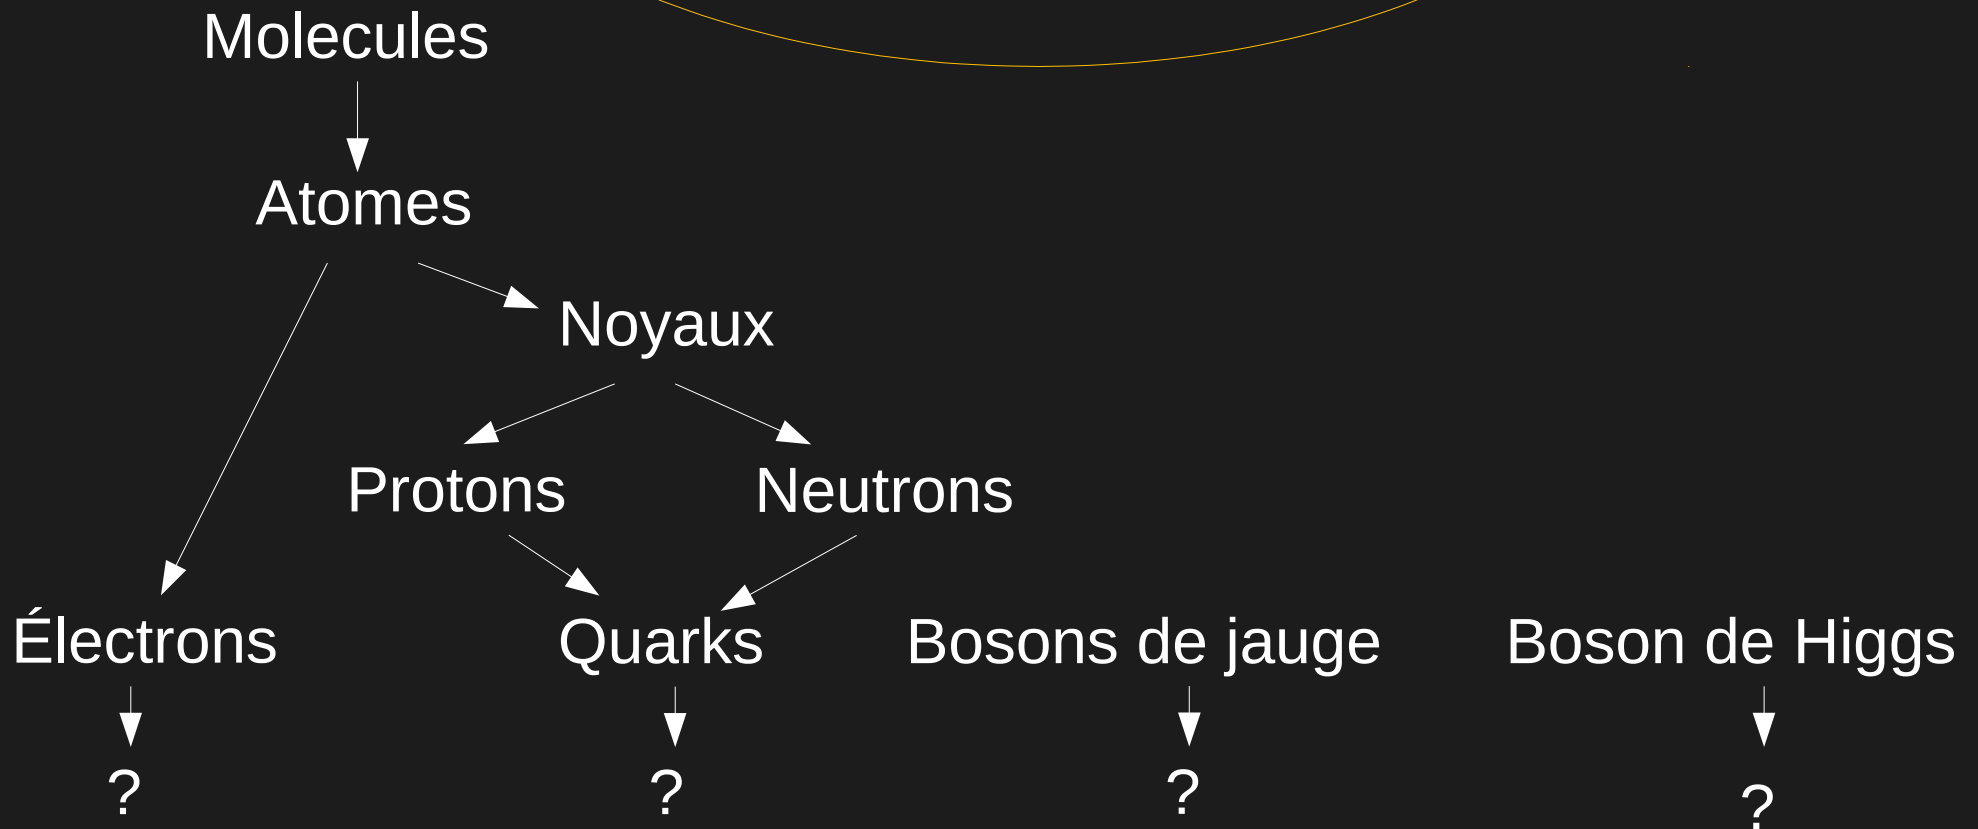 Molecules
Atomes
Noyaux
Protons Neutrons
Électrons Quarks Bosons de jauge Boson de Higgs
? ? ? ?